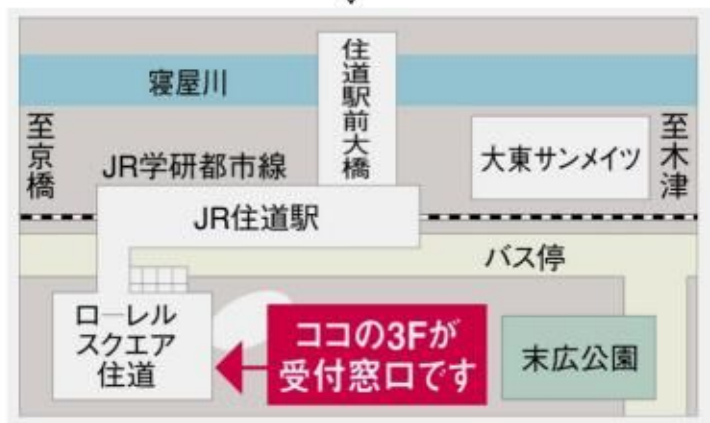 寝屋川
住道駅前大橋
至京橋
JR学研都市線
大東サンメイツ
至木津
JR住道駅
バス停
ローレル
スクエア
住道
ココの3Fが
受付窓口です
末広公園